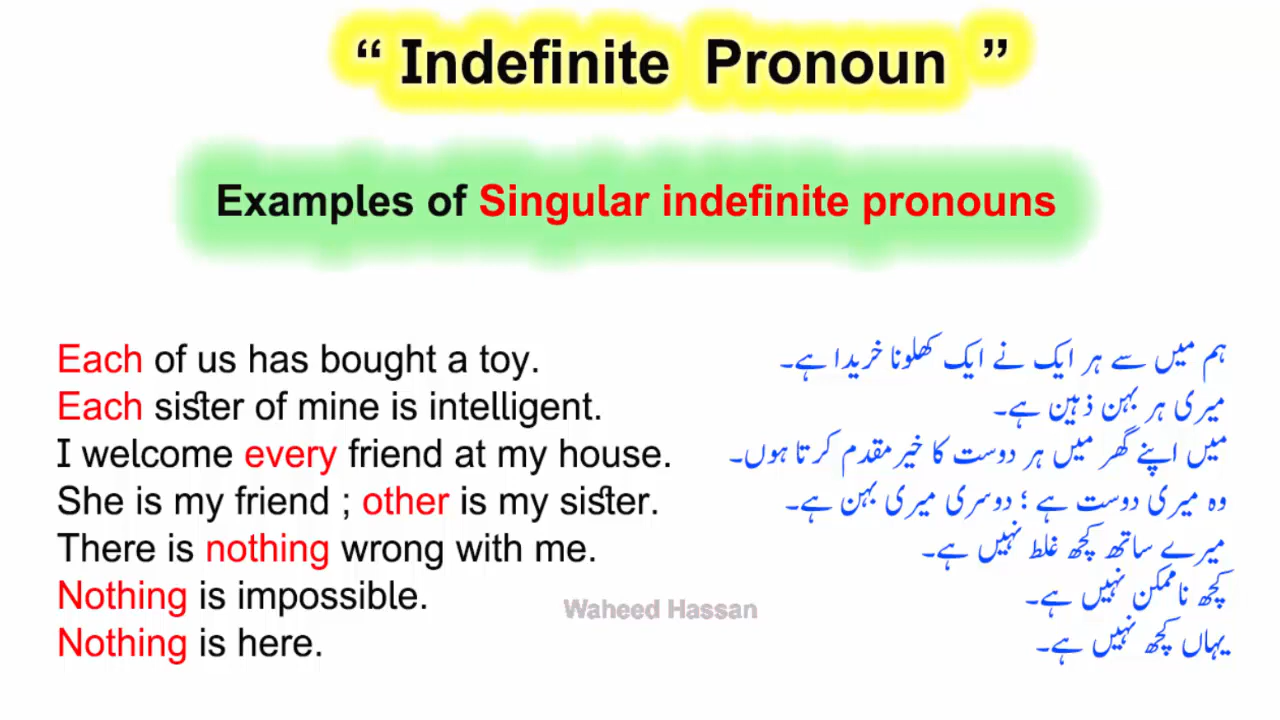 “ Indefinite Pronoun ”
Examples of Singular indefinite pronouns
Each of us has bought a toy. ہم میں سے ہر ایک نے ایک کھلونا خریدا ہے۔
Each sister of mine is intelligent. میری ہر بہن ذہین ہے۔
I welcome every friend at my house. میں اپنے گھر میں ہر دوست کا خیر مقدم کرتا ہوں۔
She is my friend ; other is my sister. وہ میری دوست ہے ؛ دوسری میری بہن ہے۔
There is nothing wrong with me. میرے ساتھ کچھ غلط نہیں ہے۔
Nothing is impossible. کچھ ناممکن نہیں ہے۔
Waheed Hassan
Nothing is here. یہاں کچھ نہیں ہے۔